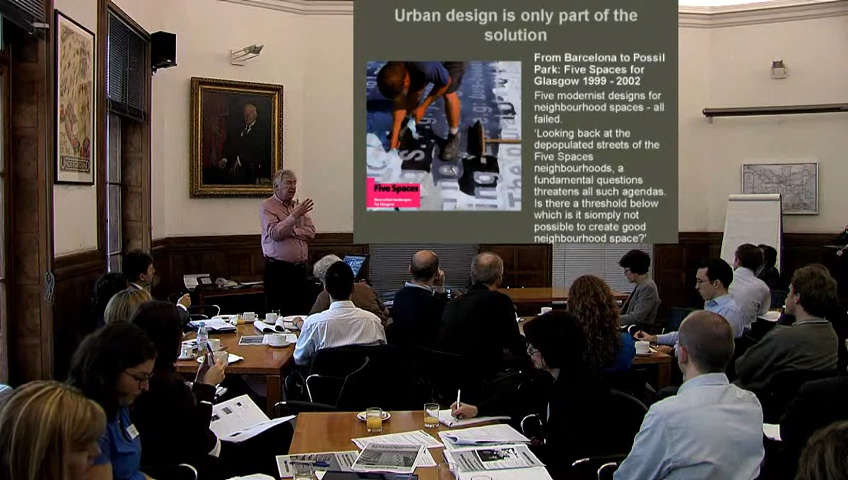 Urban design is only part of the
solution
From Barcelona to Possil
Park: Five Spaces for
Glasgow 1999 - 2002
Five modernist designs for
neighbourhood spaces - all
failed.
'Looking back at the
depopulated streets of the
Five Spaces
neighbourhoods, a
fundamental questions
threatens all such agendas.
Is there a threshold below
which is it siomply not
possible to create good
neighbourhood space?'
Five Spaces